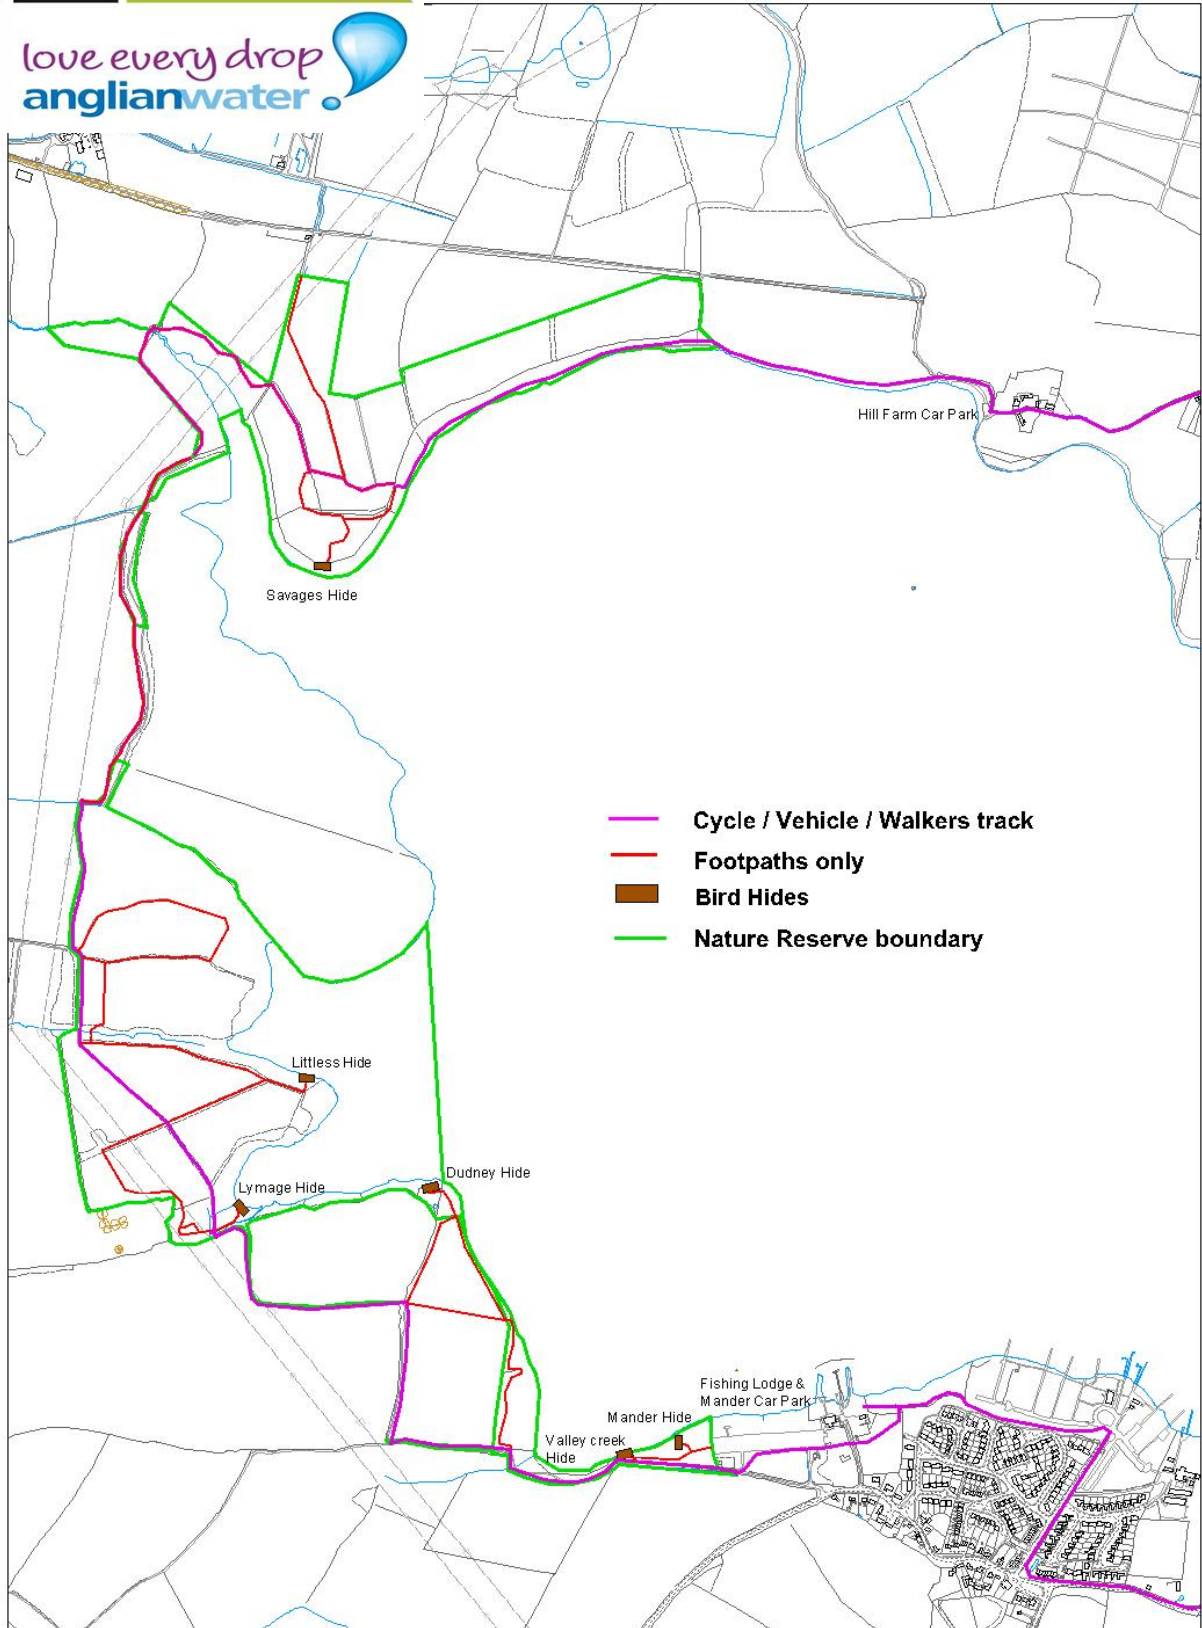 love every drop
anglianwater
Hill Farm Car Park
Savages Hide
Cycle / Vehicle / Walkers track
Footpaths only
Bird Hides
Nature Reserve boundary
Littless Hide
Dudney Hide
Lymage Hide
Fishing Lodge &
Mander Car Park
Mander Hide
Valley creek
Hide